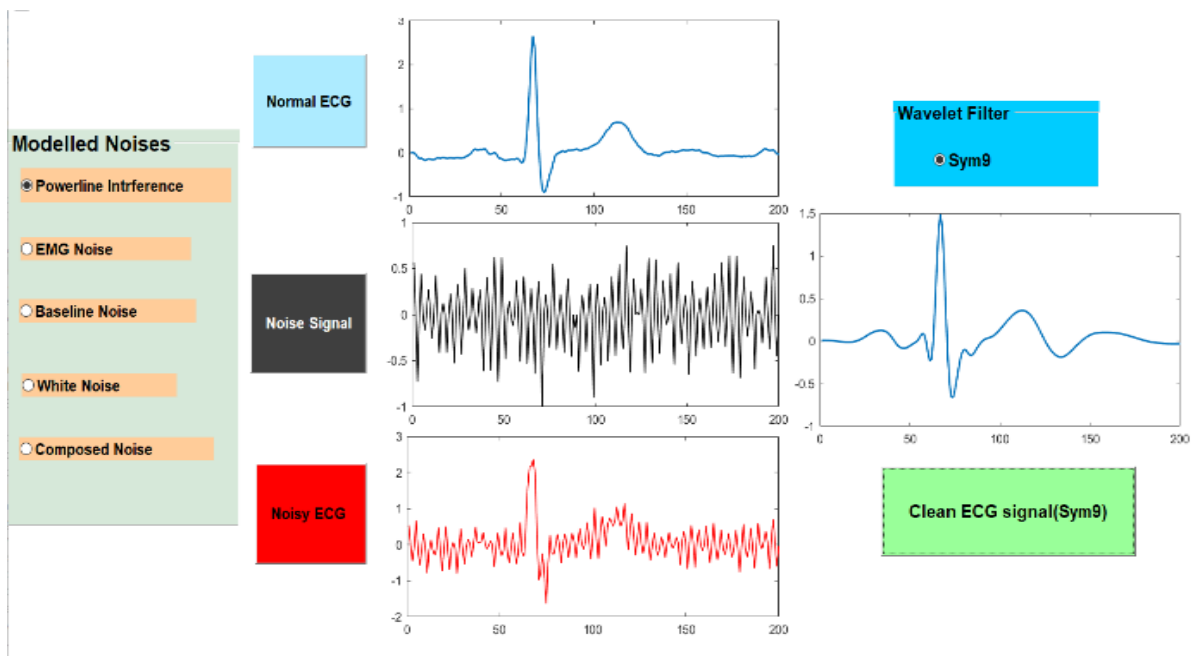 Modelled Noises
Powerline Intrference
EMG Noise
Baseline Noise
White Noise
Composed Noise
Normal ECG
3
2
1
0
-1
0 50 100 150 200
Noise Signal
1
0.5
0
-0.5
-1
0 50 100 150 200
Noisy ECG
3
2
1
0
-1
-2
0 50 100 150 200
Wavelet Filter
Sym9
1.5
1
0.5
0
-0.5
-1
0 50 100 150 200
Clean ECG signal(Sym9)